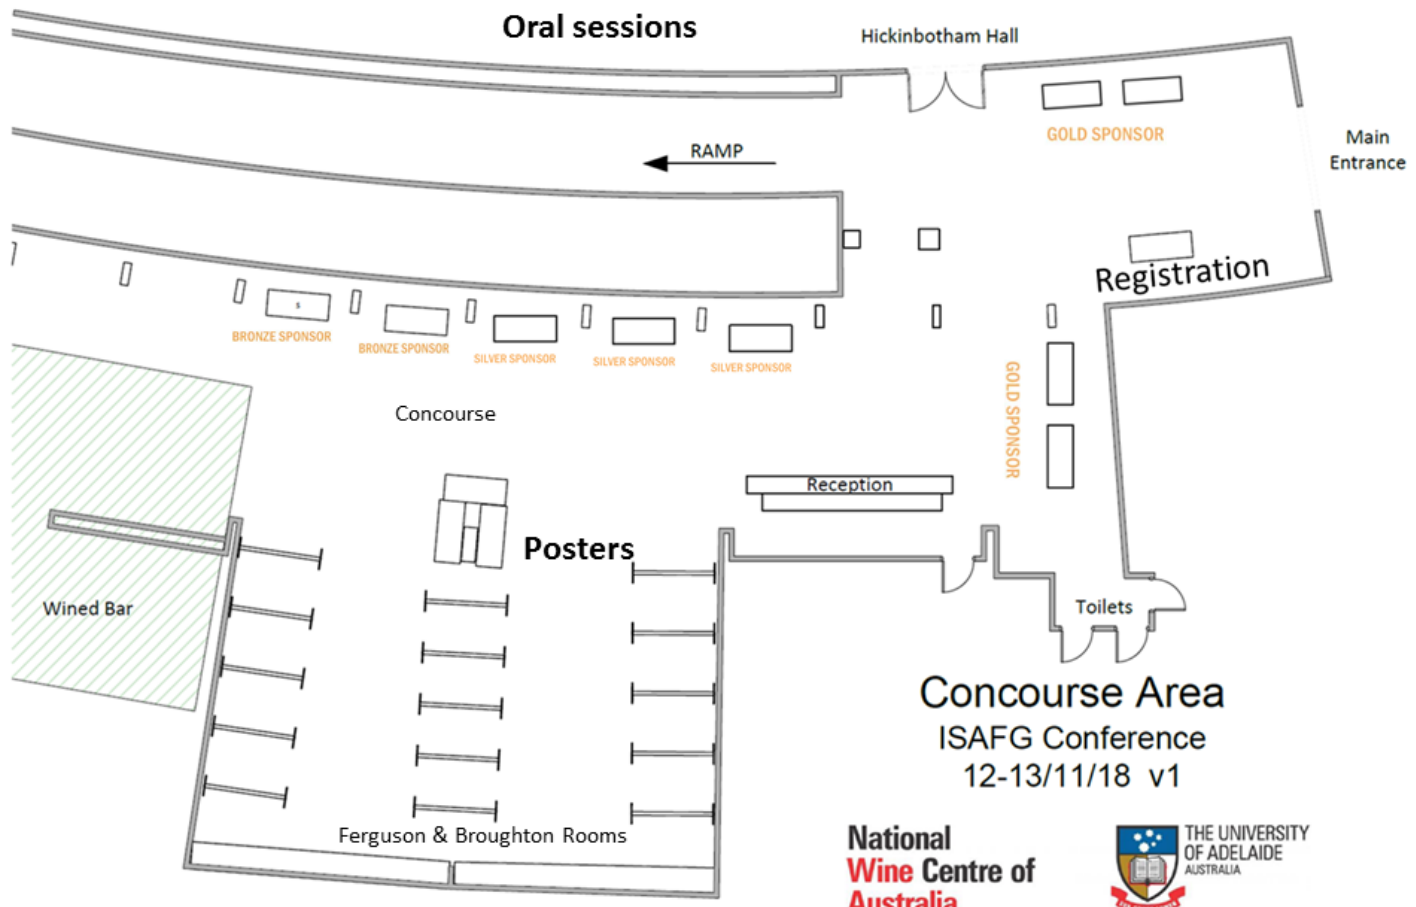 Oral sessions
Hickinbotham Hall
GOLD SPONSOR
Main
Entrance
RAMP
Registration
S
BRONZE SPONSOR
BRONZE SPONSOR
SILVER SPONSOR
SILVER SPONSOR
SILVER SPONSOR
GOLD SPONSOR
Concourse
Reception
Posters
Wined Bar
Toilets
Concourse Area
ISAFG Conference
12-13/11/18 v1
Ferguson & Broughton Rooms
National
Wine Centre of
Australia
THE UNIVERSITY
OF ADELAIDE
AUSTRALIA